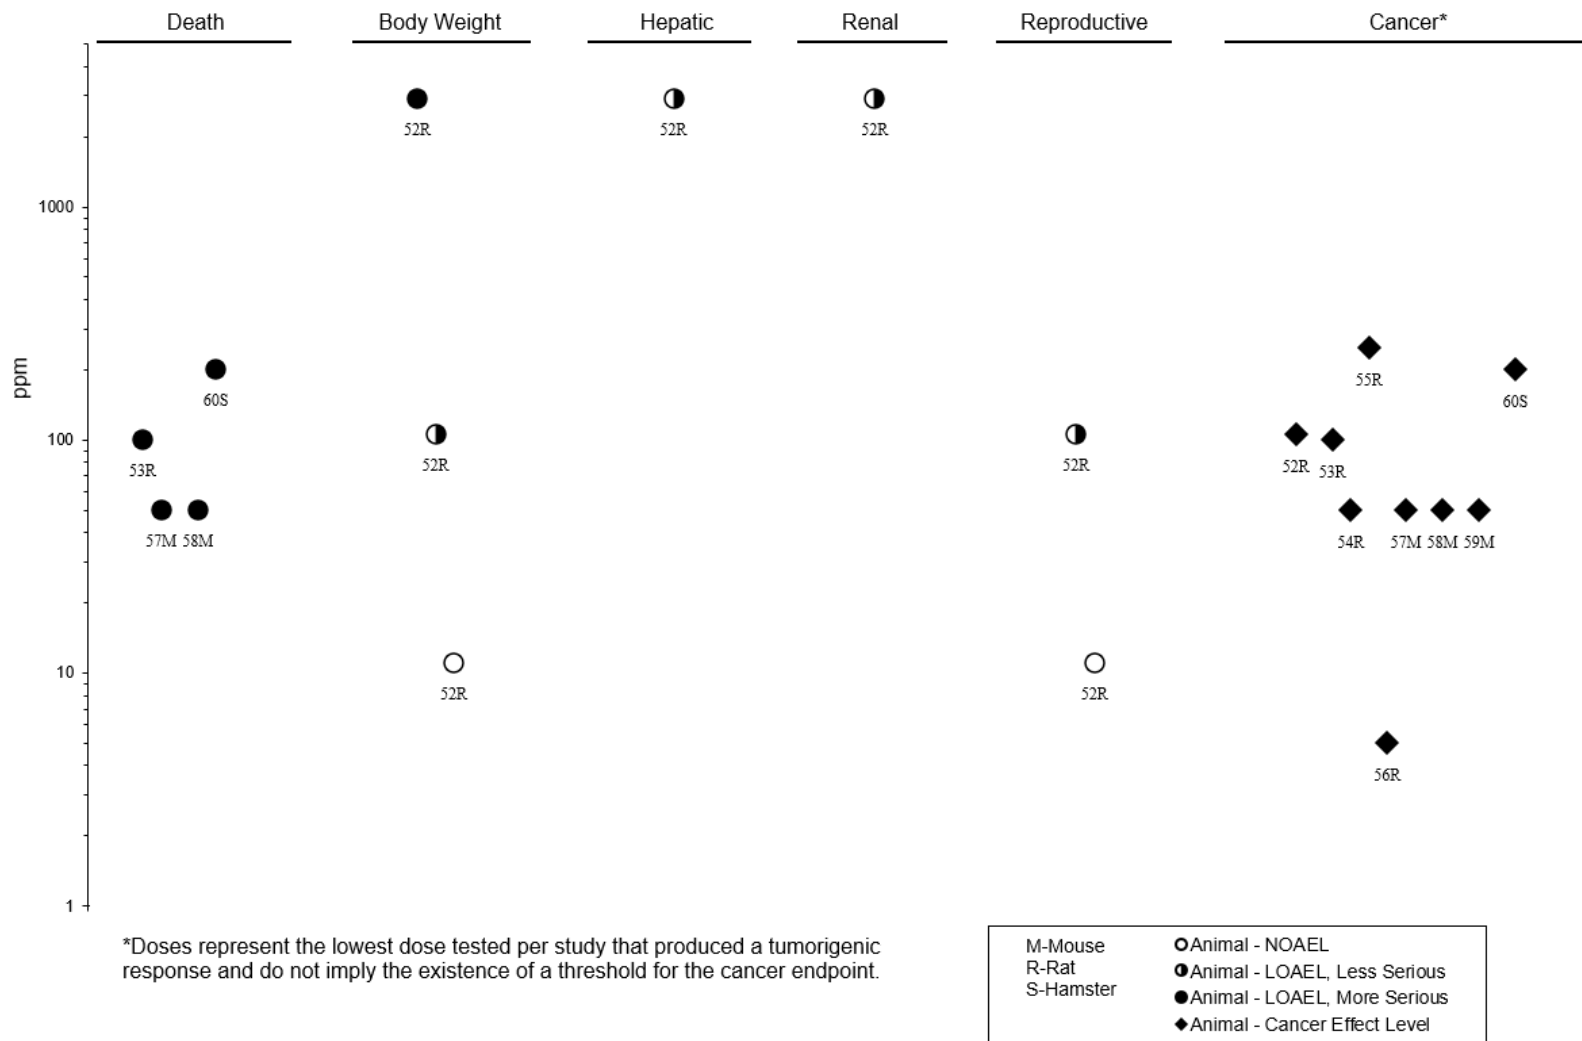 Death Body Weight Hepatic Renal Reproductive Cancer*
52R 52R 52R
1000
ppm
55R
60S 60S
100
53R 52R 52R 52R 53R
57M 58M 54R 57M 58M 59M
10
52R 52R
56R
1
*Doses represent the lowest dose tested per study that produced a tumorigenic
response and do not imply the existence of a threshold for the cancer endpoint.
M-Mouse
R-Rat
S-Hamster
Animal - NOAEL
Animal - LOAEL, Less Serious
Animal - LOAEL, More Serious
Animal - Cancer Effect Level